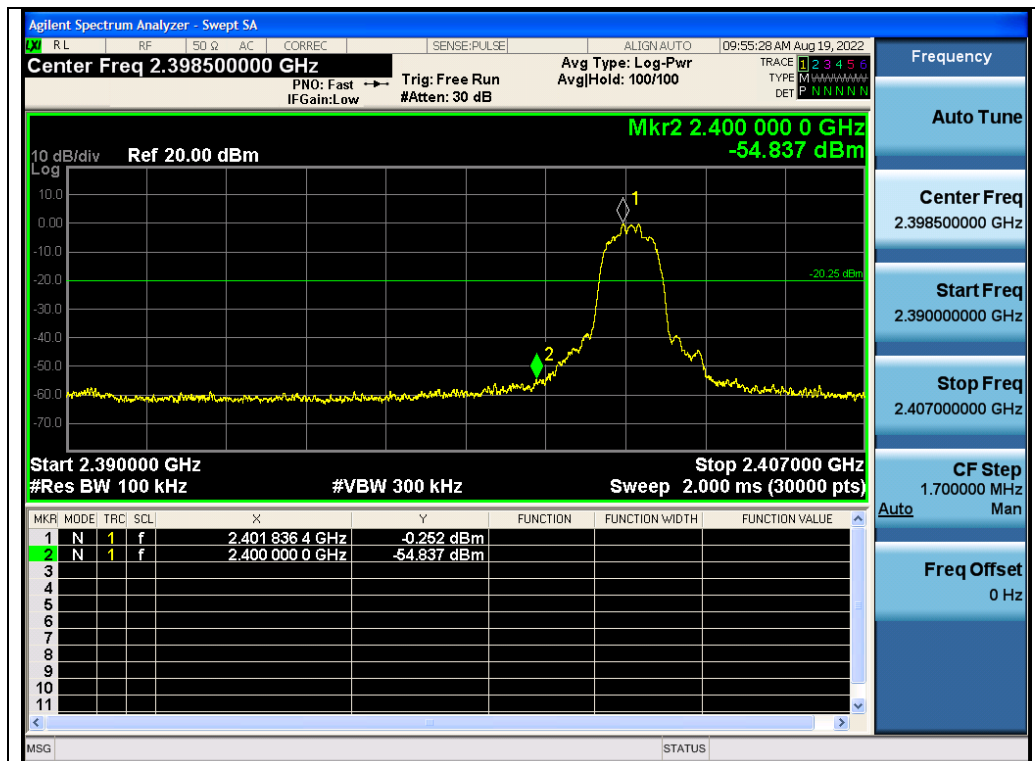 Agilent Spectrum Analyzer - Swept SA
LXI RL RF 50 Ω AC CORREC SENSE:PULSE ALIGN AUTO 09:55:28 AM Aug 19, 2022
Center Freq 2.398500000 GHz
PNO: Fast
IFGain:Low
Trig: Free Run
#Atten: 30 dB
Avg Type: Log-Pwr
Avg|Hold: 100/100
TRACE 1 2 3 4 5 6
TYPE M WWWWW
DET P N N N N N
Mkr2 2.400 000 0 GHz
-54.837 dBm
10 dB/div Ref 20.00 dBm
Log
10.0
0.00
-10.0
-20.0
-30.0
-40.0
-50.0
-60.0
-70.0
1
-20.25 dBm
2
Start 2.390000 GHz Stop 2.407000 GHz
#Res BW 100 kHz #VBW 300 kHz Sweep 2.000 ms (30000 pts)
MKR MODE TRC SCL X Y FUNCTION FUNCTION WIDTH FUNCTION VALUE
1 N 1 f 2.401 836 4 GHz -0.252 dBm
2 N 1 f 2.400 000 0 GHz -54.837 dBm
3
4
5
6
7
8
9
10
11
MSG STATUS
Frequency
Auto Tune
Center Freq
2.398500000 GHz
Start Freq
2.390000000 GHz
Stop Freq
2.407000000 GHz
CF Step
1.700000 MHz
Auto Man
Freq Offset
0 Hz